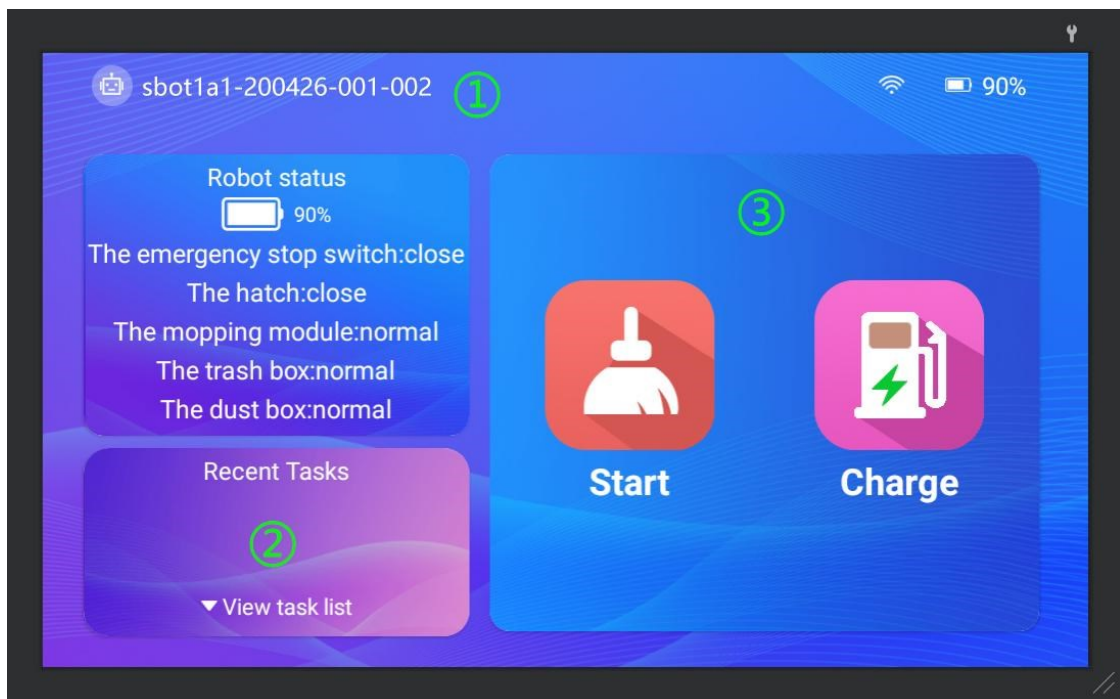 sbot1a1-200426-001-002 ① 90%
Robot status
90%
The emergency stop switch:close
The hatch:close
The mopping module:normal
The trash box:normal
The dust box:normal
Recent Tasks
②
▼View task list
③
Start
Charge